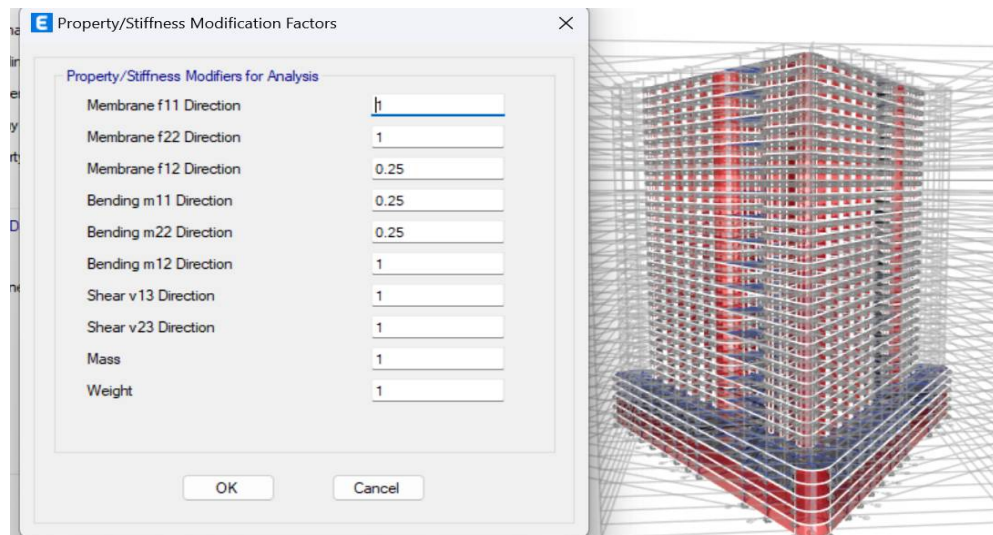 E Property/Stiffness Modification Factors
Property/Stiffness Modifiers for Analysis
Membrane f11 Direction 1
Membrane f22 Direction 1
Membrane f12 Direction 0.25
Bending m11 Direction 0.25
Bending m22 Direction 0.25
Bending m12 Direction 1
Shear v13 Direction 1
Shear v23 Direction 1
Mass 1
Weight 1
OK Cancel